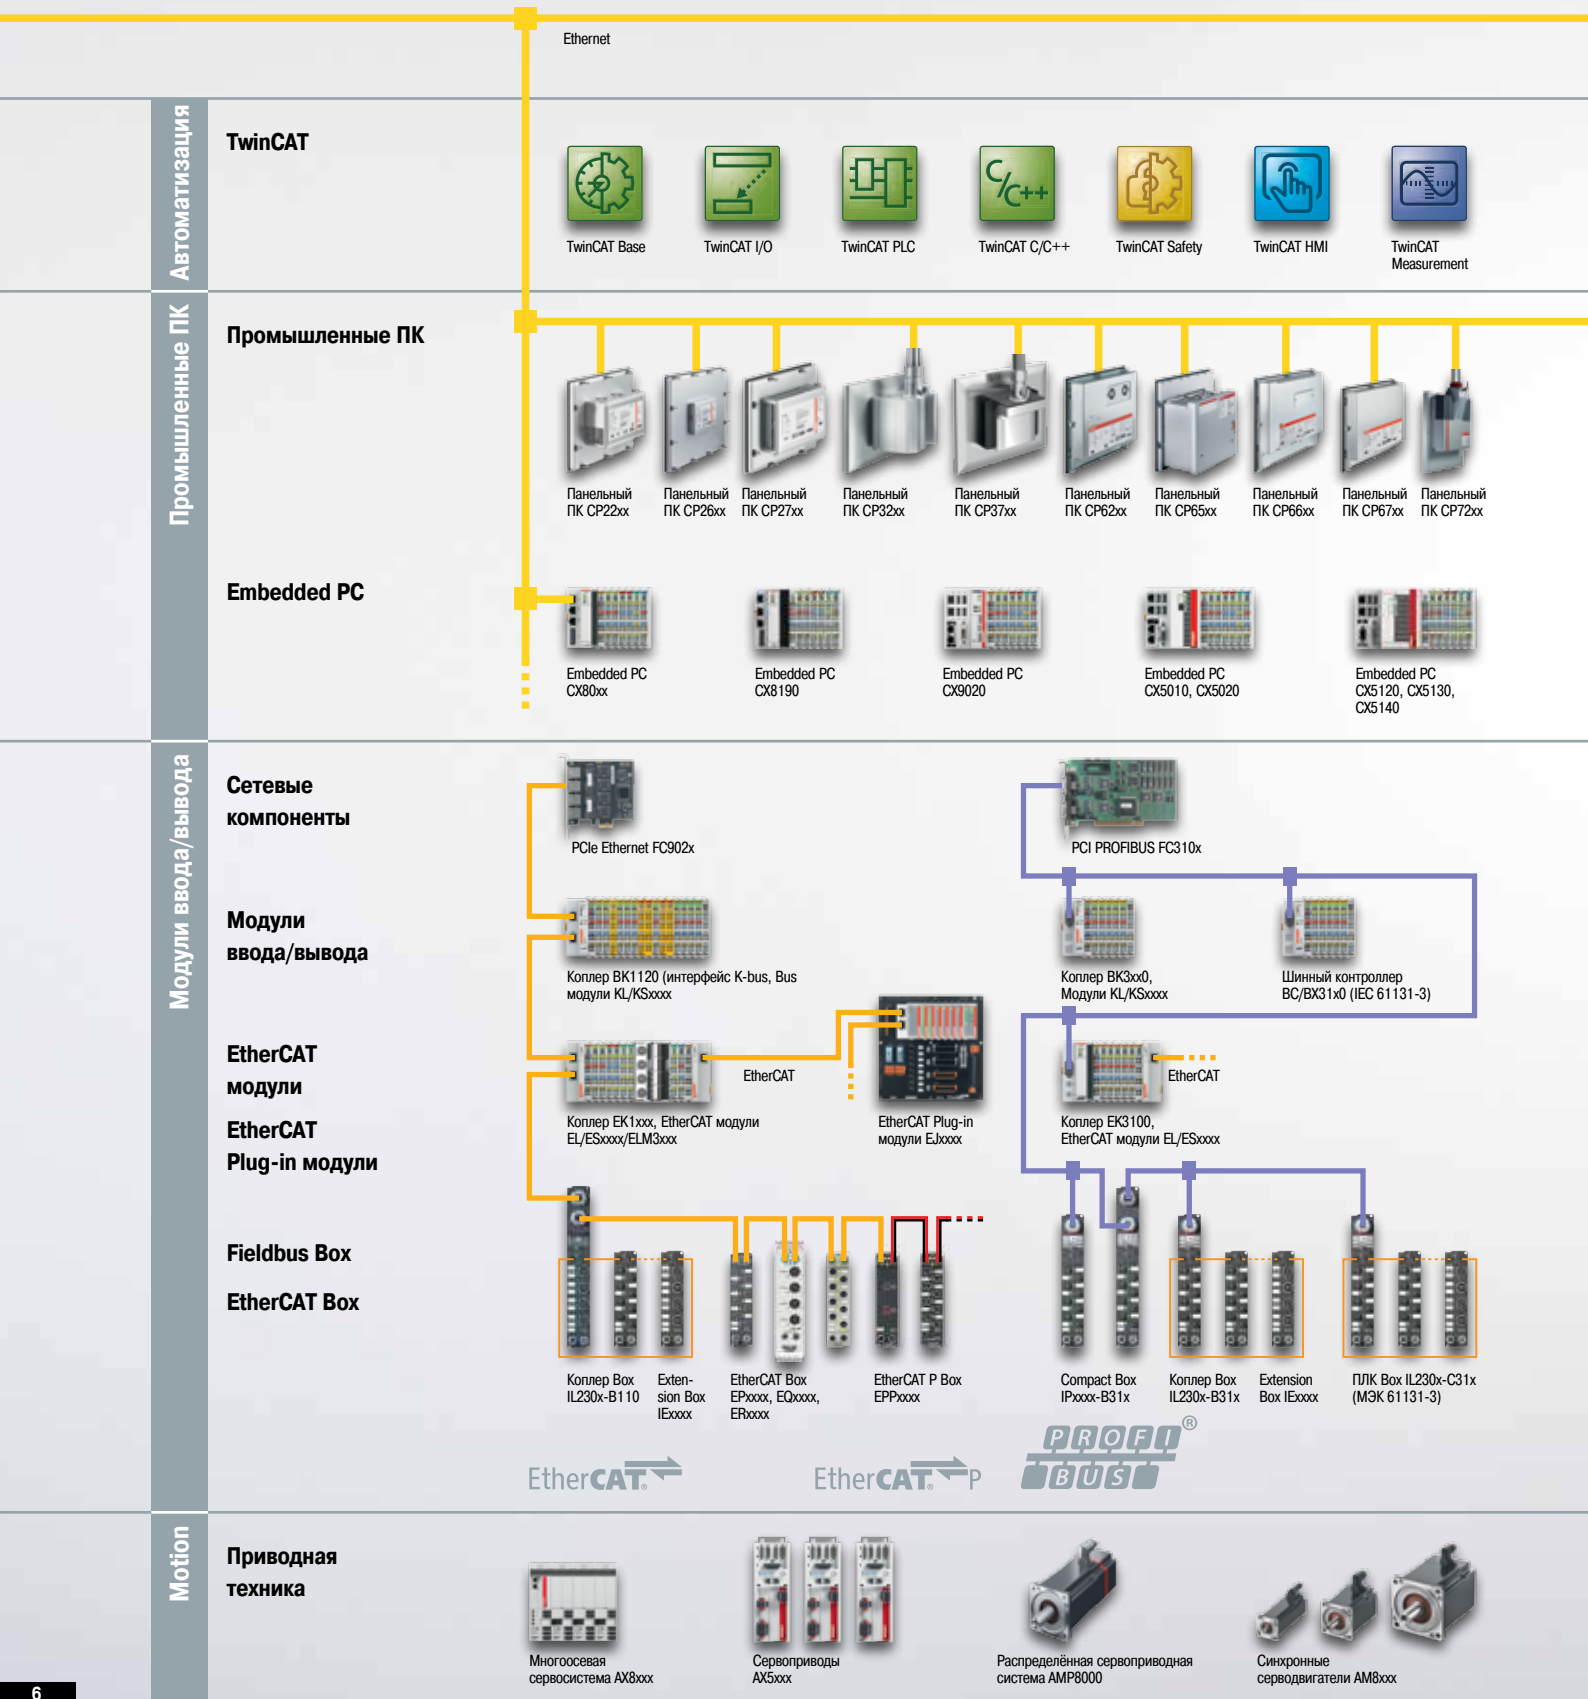 Ethernet
Автоматизация
TwinCAT
TwinCAT Base
TwinCAT I/O
TwinCAT PLC
C/C++
TwinCAT C/C++
TwinCAT Safety
TwinCAT HMI
TwinCAT
Measurement
Промышленные ПК
Промышленные ПК
Панельный
ПК CP22xx
Панельный
ПК CP26xx
Панельный
ПК CP27xx
Панельный
ПК CP32xx
Панельный
ПК CP37xx
Панельный
ПК CP62xx
Панельный
ПК CP65xx
Панельный
ПК CP66xx
Панельный
ПК CP67xx
Панельный
ПК CP72xx
Embedded PC
Embedded PC
CX80xx
Embedded PC
CX8190
Embedded PC
CX9020
Embedded PC
CX5010, CX5020
Embedded PC
CX5120, CX5130,
CX5140
Модули ввода/вывода
Сетевые
компоненты
PCIe Ethernet FC902x
PCI PROFIBUS FC310x
Модули
ввода/вывода
Коплер BK1120 (интерфейс K-bus, Bus
модули KL/KSxxxx
Коплер BK3xx0,
Модули KL/KSxxxx
Шинный контроллер
BC/BX31x0 (IEC 61131-3)
EtherCAT
модули
EtherCAT
Plug-in модули
EtherCAT
EtherCAT
Коплер EK1xxx, EtherCAT модули
EL/ESxxxx/ELM3xxx
EtherCAT Plug-in
модули EJxxxx
Коплер EK3100,
EtherCAT модули EL/ESxxxx
Fieldbus Box
EtherCAT Box
Коплер Box
IL230x-B110
Exten-
sion Box
IExxxx
EtherCAT Box
EPxxxx, EQxxxx,
ERxxxx
EtherCAT P Box
EPPxxxx
Compact Box
IPxxxx-B31x
Коплер Box
IL230x-B31x
Extension
Box IExxxx
ПЛК Box IL230x-C31x
(МЭК 61131-3)
EtherCAT®
EtherCAT® P
PROFI®
BUS
Motion
Приводная
техника
Многоосевая
сервосистема AX8xxx
Сервоприводы
AX5xxx
Распределённая сервоприводная
система AMP8000
Синхронные
серводвигатели AM8xxx
6